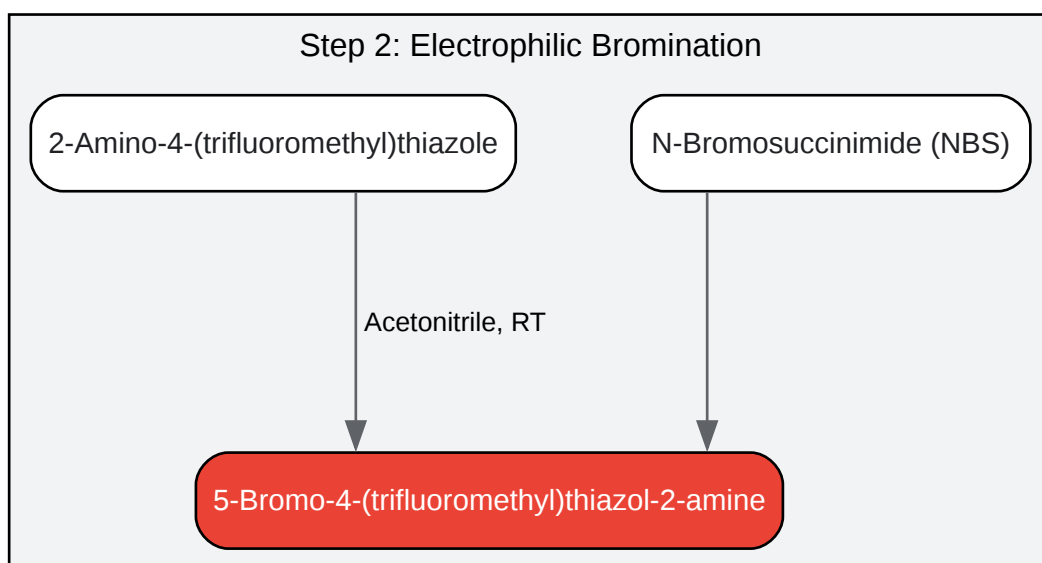 Step 2: Electrophilic Bromination
2-Amino-4-(trifluoromethyl)thiazole
N-Bromosuccinimide (NBS)
Acetonitrile, RT
5-Bromo-4-(trifluoromethyl)thiazol-2-amine